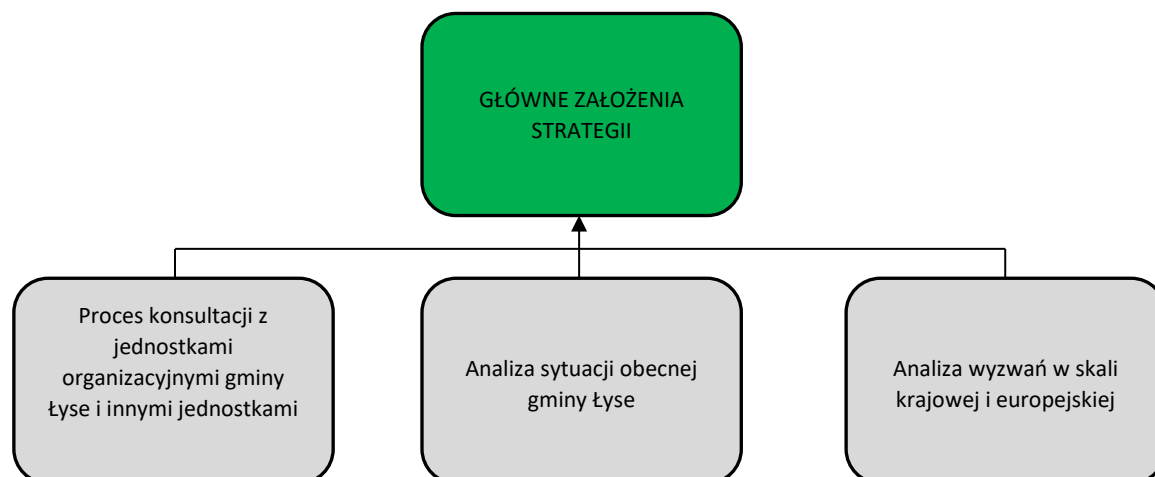 GŁÓWNE ZAŁOŻENIA
STRATEGII
Proces konsultacji z
jednostkami
organizacyjnymi gminy
Łyse i innymi jednostkami
Analiza sytuacji obecnej
gminy Łyse
Analiza wyzwań w skali
krajowej i europejskiej